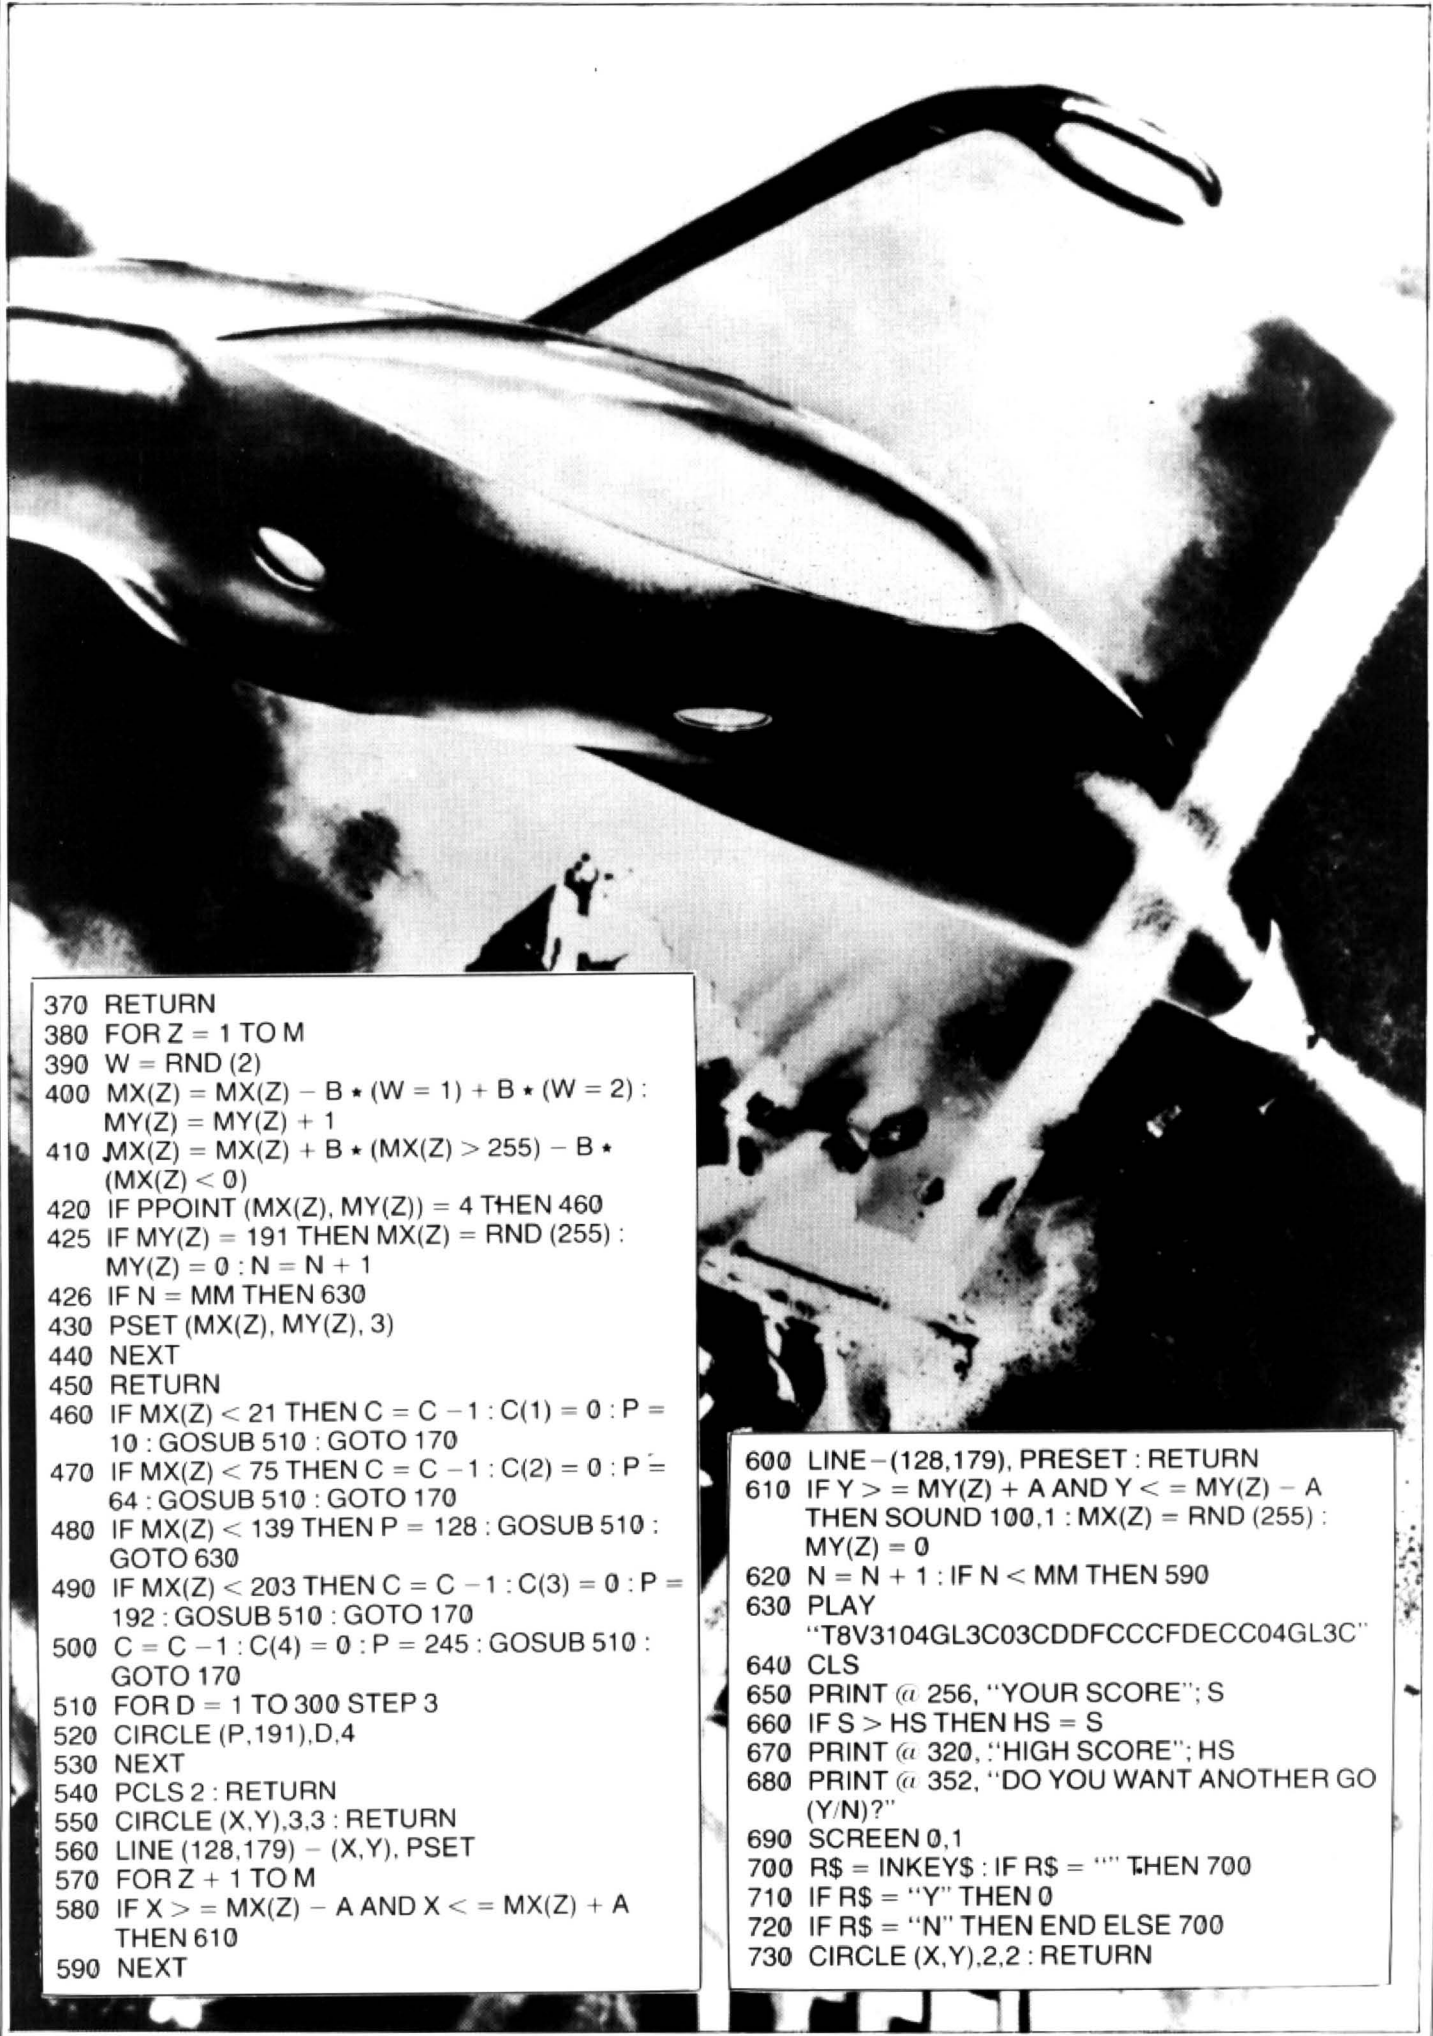 370 RETURN
380 FOR Z = 1 TO M
390 W = RND (2)
400 MX(Z) = MX(Z) − B ⋆ (W = 1) + B ⋆ (W = 2) :
MY(Z) = MY(Z) + 1
410 MX(Z) = MX(Z) + B ⋆ (MX(Z) > 255) − B ⋆
(MX(Z) < 0)
420 IF PPOINT (MX(Z), MY(Z)) = 4 THEN 460
425 IF MY(Z) = 191 THEN MX(Z) = RND (255) :
MY(Z) = 0 : N = N + 1
426 IF N = MM THEN 630
430 PSET (MX(Z), MY(Z), 3)
440 NEXT
450 RETURN
460 IF MX(Z) < 21 THEN C = C −1 : C(1) = 0 : P =
10 : GOSUB 510 : GOTO 170
470 IF MX(Z) < 75 THEN C = C −1 : C(2) = 0 : P =
64 : GOSUB 510 : GOTO 170
480 IF MX(Z) < 139 THEN P = 128 : GOSUB 510 :
GOTO 630
490 IF MX(Z) < 203 THEN C = C −1 : C(3) = 0 : P =
192 : GOSUB 510 : GOTO 170
500 C = C −1 : C(4) = 0 : P = 245 : GOSUB 510 :
GOTO 170
510 FOR D = 1 TO 300 STEP 3
520 CIRCLE (P,191),D,4
530 NEXT
540 PCLS 2 : RETURN
550 CIRCLE (X,Y),3,3 : RETURN
560 LINE (128,179) − (X,Y), PSET
570 FOR Z + 1 TO M
580 IF X > = MX(Z) − A AND X < = MX(Z) + A
THEN 610
590 NEXT
600 LINE−(128,179), PRESET : RETURN
610 IF Y > = MY(Z) + A AND Y < = MY(Z) − A
THEN SOUND 100,1 : MX(Z) = RND (255) :
MY(Z) = 0
620 N = N + 1 : IF N < MM THEN 590
630 PLAY
“T8V3104GL3C03CDDFCCCFDECC04GL3C”
640 CLS
650 PRINT @ 256, “YOUR SCORE”; S
660 IF S > HS THEN HS = S
670 PRINT @ 320, “HIGH SCORE”; HS
680 PRINT @ 352, “DO YOU WANT ANOTHER GO
(Y/N)?”
690 SCREEN 0,1
700 R$ = INKEY$ : IF R$ = “” THEN 700
710 IF R$ = “Y” THEN 0
720 IF R$ = “N” THEN END ELSE 700
730 CIRCLE (X,Y),2,2 : RETURN